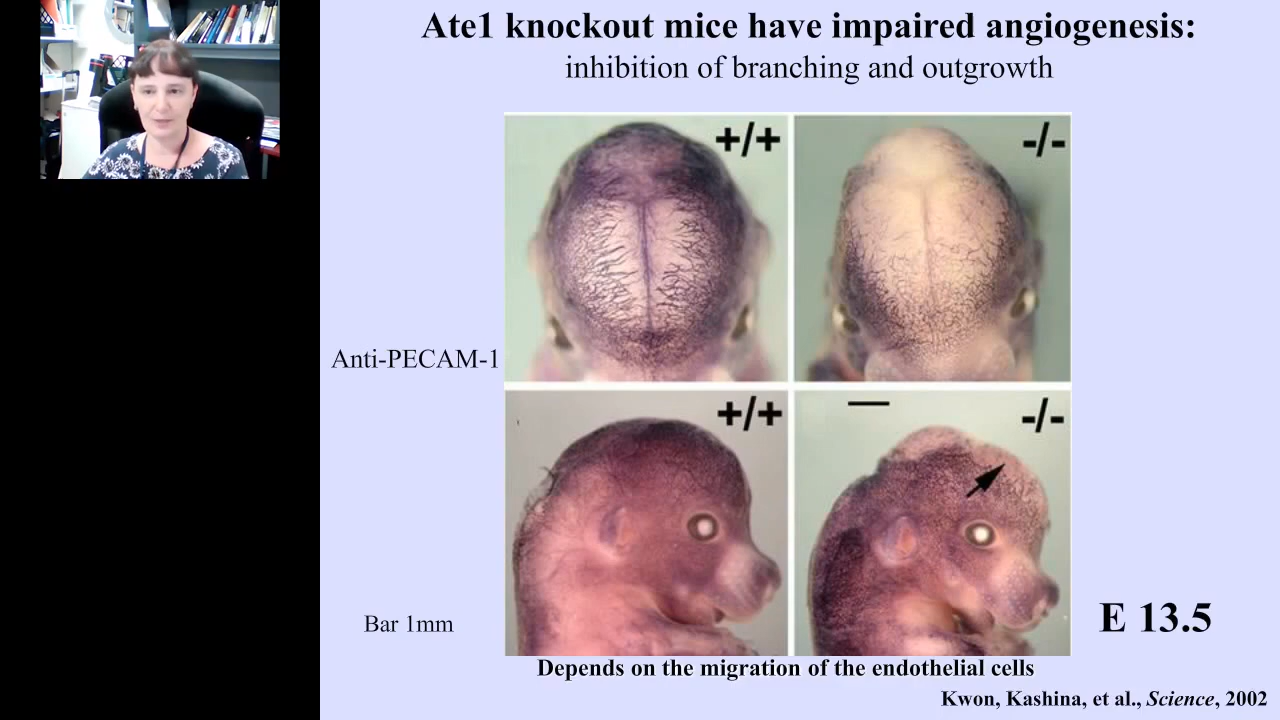 Ate1 knockout mice have impaired angiogenesis:
inhibition of branching and outgrowth
+/+
-/-
Anti-PECAM-1
+/+
-/-
Bar 1mm
E 13.5
Depends on the migration of the endothelial cells
Kwon, Kashina, et al., Science, 2002